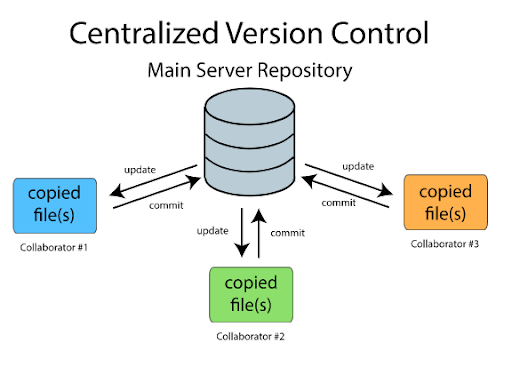 Centralized Version Control
Main Server Repository
update
commit
copied
file(s)
Collaborator #1
update
commit
copied
file(s)
Collaborator #2
update
commit
copied
file(s)
Collaborator #3